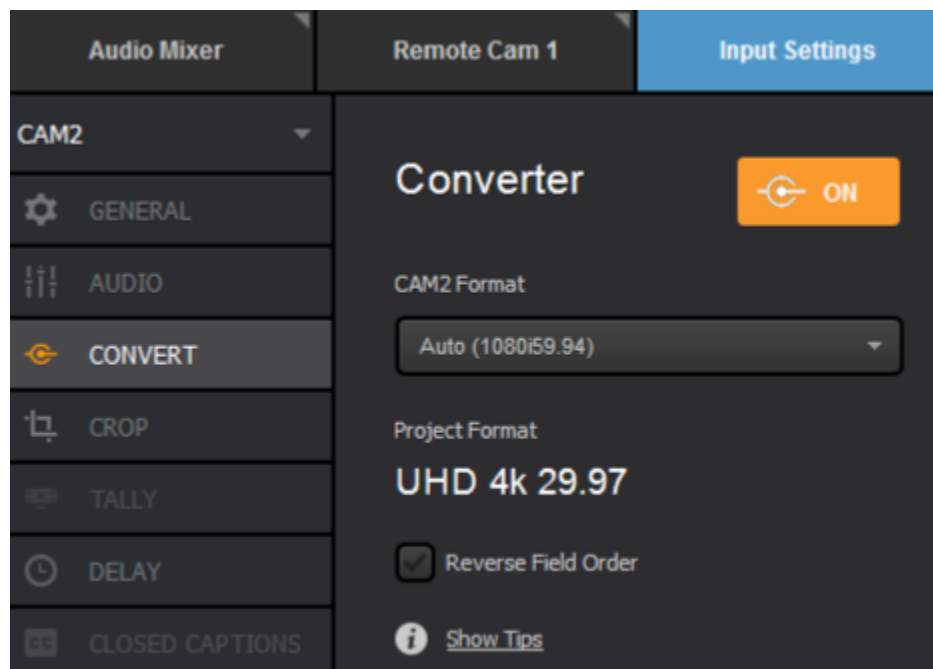 Audio Mixer
Remote Cam 1
Input Settings
CAM2
GENERAL
AUDIO
CONVERT
CROP
TALLY
DELAY
CC CLOSED CAPTIONS
Converter
ON
CAM2 Format
Auto (1080i59.94)
Project Format
UHD 4k 29.97
Reverse Field Order
i Show Tips